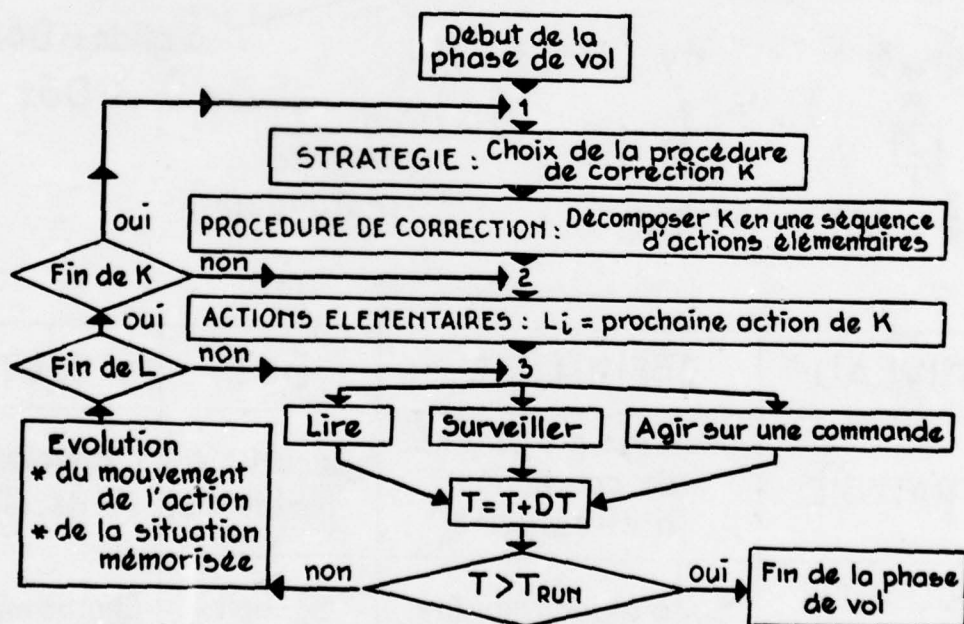 Début de la
phase de vol
1
STRATEGIE : Choix de la procédure
de correction K
oui
PROCEDURE DE CORRECTION : Décomposer K en une séquence
d'actions élémentaires
Fin de K
non
2
oui
ACTIONS ELEMENTAIRES : Li = prochaine action de K
Fin de L
non
3
Lire
Surveiller
Agir sur une commande
Evolution
* du mouvement
de l'action
* de la situation
mémorisée
T=T+DT
non
T>TRUN
oui
Fin de la phase
de vol